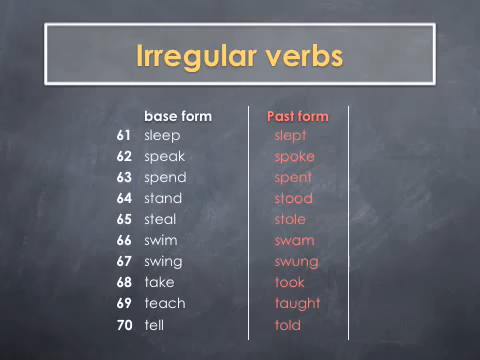 Irregular verbs
base form Past form
61 sleep slept
62 speak spoke
63 spend spent
64 stand stood
65 steal stole
66 swim swam
67 swing swung
68 take took
69 teach taught
70 tell told